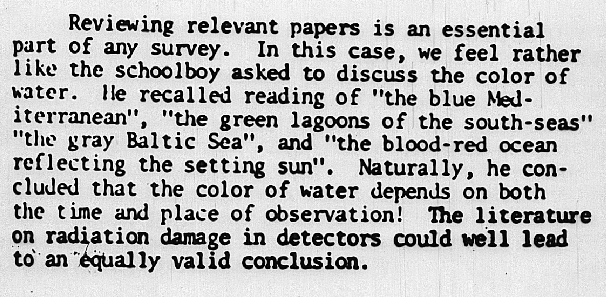 Reviewing relevant papers is an essential
part of any survey. In this case, we feel rather
like the schoolboy asked to discuss the color of
water. He recalled reading of "the blue Med-
iterranean", "the green lagoons of the south-seas"
"the gray Baltic Sea", and "the blood-red ocean
reflecting the setting sun". Naturally, he con-
cluded that the color of water depends on both
the time and place of observation! The literature
on radiation damage in detectors could well lead
to an equally valid conclusion.